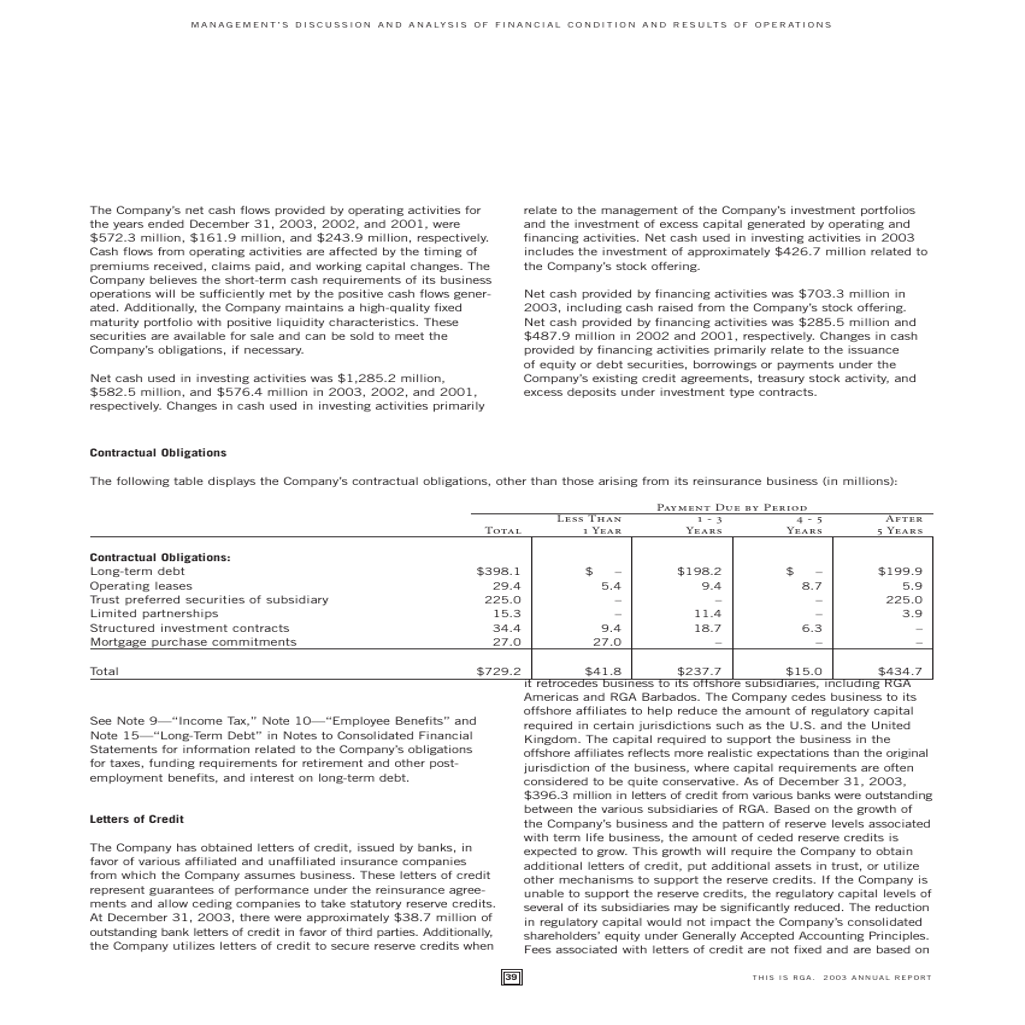 MANAGEMENT'S DISCUSSION AND ANALYSIS OF FINANCIAL CONDITION AND RESULTS OF OPERATIONS
The Company's net cash flows provided by operating activities for
the years ended December 31, 2003, 2002, and 2001, were
$572.3 million, $161.9 million, and $243.9 million, respectively.
Cash flows from operating activities are affected by the timing of
premiums received, claims paid, and working capital changes. The
Company believes the short-term cash requirements of its business
operations will be sufficiently met by the positive cash flows gener-
ated. Additionally, the Company maintains a high-quality fixed
maturity portfolio with positive liquidity characteristics. These
securities are available for sale and can be sold to meet the
Company's obligations, if necessary.
Net cash used in investing activities was $1,285.2 million,
$582.5 million, and $576.4 million in 2003, 2002, and 2001,
respectively. Changes in cash used in investing activities primarily
relate to the management of the Company's investment portfolios
and the investment of excess capital generated by operating and
financing activities. Net cash used in investing activities in 2003
includes the investment of approximately $426.7 million related to
the Company's stock offering.
Net cash provided by financing activities was $703.3 million in
2003, including cash raised from the Company's stock offering.
Net cash provided by financing activities was $285.5 million and
$487.9 million in 2002 and 2001, respectively. Changes in cash
provided by financing activities primarily relate to the issuance
of equity or debt securities, borrowings or payments under the
Company's existing credit agreements, treasury stock activity, and
excess deposits under investment type contracts.
Contractual Obligations
The following table displays the Company's contractual obligations, other than those arising from its reinsurance business (in millions):
Payment Due by Period
Less Than 1 - 3 4 - 5 After
Total 1 Year Years Years 5 Years
Contractual Obligations:
Long-term debt $398.1 $ – $198.2 $ – $199.9
Operating leases 29.4 5.4 9.4 8.7 5.9
Trust preferred securities of subsidiary 225.0 – – – 225.0
Limited partnerships 15.3 – 11.4 – 3.9
Structured investment contracts 34.4 9.4 18.7 6.3 –
Mortgage purchase commitments 27.0 27.0 – – –
Total $729.2 $41.8 $237.7 $15.0 $434.7
See Note 9—“Income Tax,” Note 10—“Employee Benefits” and
Note 15—“Long-Term Debt” in Notes to Consolidated Financial
Statements for information related to the Company's obligations
for taxes, funding requirements for retirement and other post-
employment benefits, and interest on long-term debt.
Letters of Credit
The Company has obtained letters of credit, issued by banks, in
favor of various affiliated and unaffiliated insurance companies
from which the Company assumes business. These letters of credit
represent guarantees of performance under the reinsurance agree-
ments and allow ceding companies to take statutory reserve credits.
At December 31, 2003, there were approximately $38.7 million of
outstanding bank letters of credit in favor of third parties. Additionally,
the Company utilizes letters of credit to secure reserve credits when
it retrocedes business to its offshore subsidiaries, including RGA
Americas and RGA Barbados. The Company cedes business to its
offshore affiliates to help reduce the amount of regulatory capital
required in certain jurisdictions such as the U.S. and the United
Kingdom. The capital required to support the business in the
offshore affiliates reflects more realistic expectations than the original
jurisdiction of the business, where capital requirements are often
considered to be quite conservative. As of December 31, 2003,
$396.3 million in letters of credit from various banks were outstanding
between the various subsidiaries of RGA. Based on the growth of
the Company's business and the pattern of reserve levels associated
with term life business, the amount of ceded reserve credits is
expected to grow. This growth will require the Company to obtain
additional letters of credit, put additional assets in trust, or utilize
other mechanisms to support the reserve credits. If the Company is
unable to support the reserve credits, the regulatory capital levels of
several of its subsidiaries may be significantly reduced. The reduction
in regulatory capital would not impact the Company's consolidated
shareholders' equity under Generally Accepted Accounting Principles.
Fees associated with letters of credit are not fixed and are based on
39
THIS IS RGA. 2003 ANNUAL REPORT